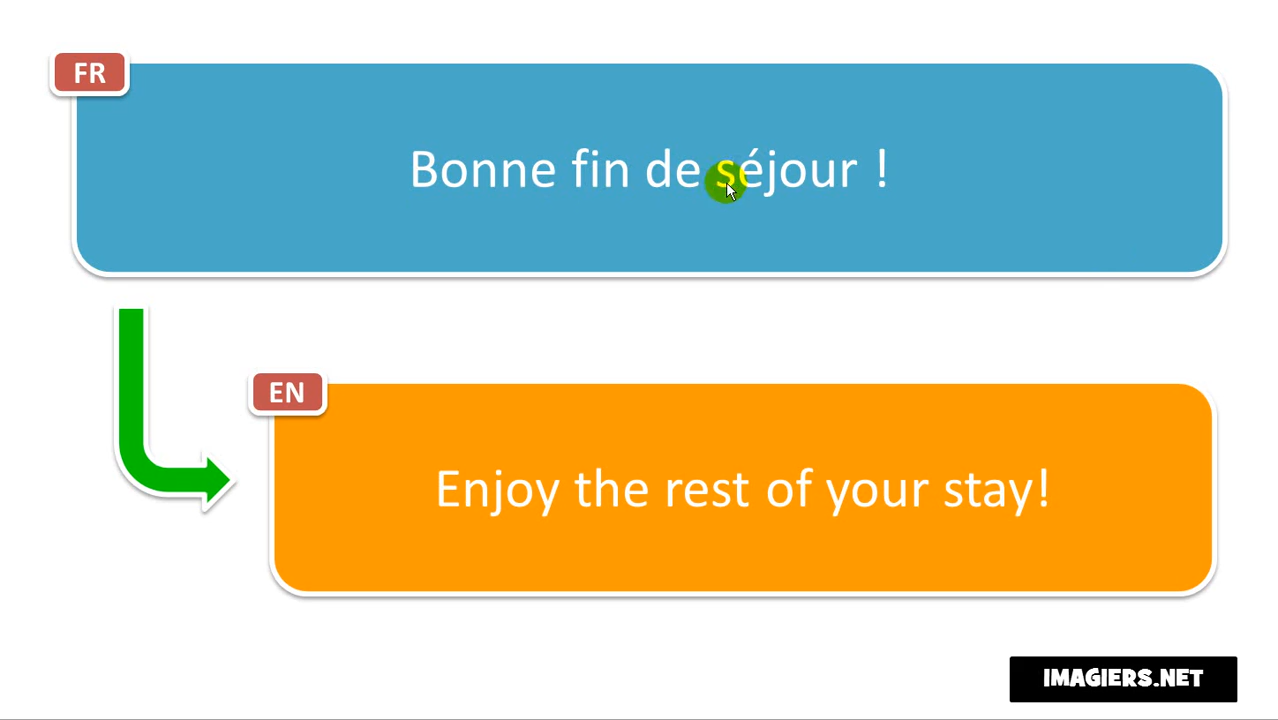 FR
Bonne fin de séjour !
EN
Enjoy the rest of your stay!
IMAGIERS.NET